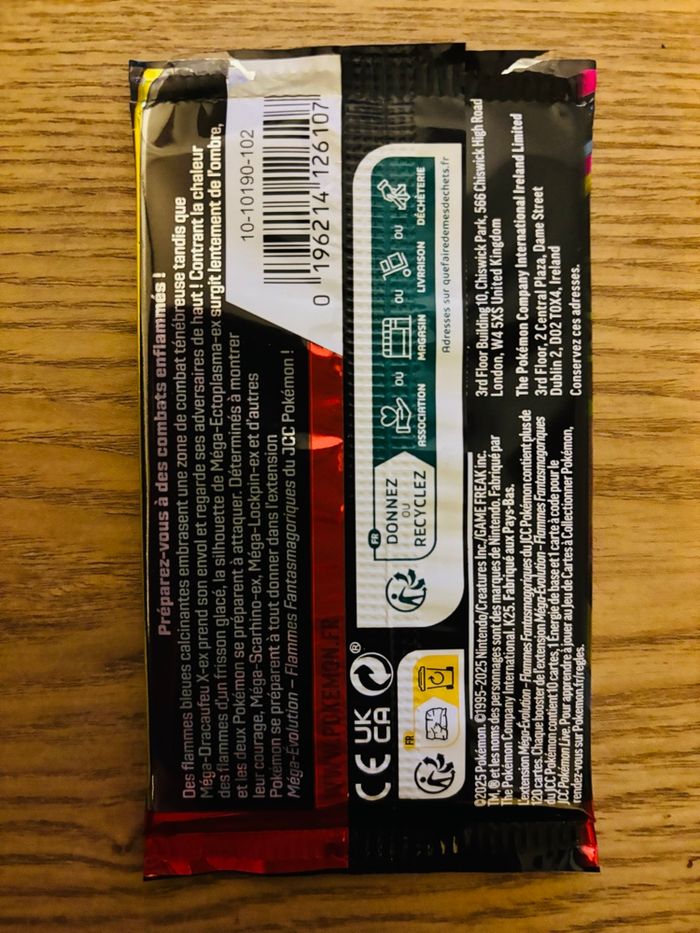 Préparez-vous à des combats enflammés !
Des flammes bleues calcinantes embrasent une zone de combat ténébreuse tandis que
Méga-Dracaufeu X-ex prend son envol et regarde ses adversaires de haut ! Contrant la chaleur
des flammes d'un frisson glacé, la silhouette de Méga-Ectoplasma-ex surgit lentement de l'ombre,
et les deux Pokémon se préparent à attaquer. Déterminés à montrer
leur courage, Méga-Scarhino-ex, Méga-Lockpin-ex et d'autres
Pokémon se préparent à tout donner dans l'extension
Méga-Évolution – Flammes Fantasmagoriques du JCC Pokémon !
WWW.POKEMON.FR
10-10190-102
0 196214 126107
CE UK
CA
®
FR
DONNEZ
OU
RECYCLEZ
ASSOCIATION
OU
MAGASIN
OU
LIVRAISON
OU
DÉCHÈTERIE
Adresses sur quefairedemesdechets.fr
FR
©2025 Pokémon. ©1995-2025 Nintendo/Creatures Inc./GAME FREAK inc.
TM, ® et les noms des personnages sont des marques de Nintendo. Fabriqué par
The Pokémon Company International. K25. Fabriqué aux Pays-Bas.
L'extension Méga-Évolution – Flammes Fantasmagoriques du JCC Pokémon contient plus de
120 cartes. Chaque booster de l'extension Méga-Évolution – Flammes Fantasmagoriques
du JCC Pokémon contient 10 cartes, 1 Énergie de base et 1 carte à code pour le
JCC Pokémon Live. Pour apprendre à jouer au Jeu de Cartes à Collectionner Pokémon,
rendez-vous sur Pokemon.fr/regles.
3rd Floor Building 10, Chiswick Park, 566 Chiswick High Road
London, W4 5XS United Kingdom
The Pokémon Company International Ireland Limited
3rd Floor, 2 Central Plaza, Dame Street
Dublin 2, D02 T0X4, Ireland
Conservez ces adresses.